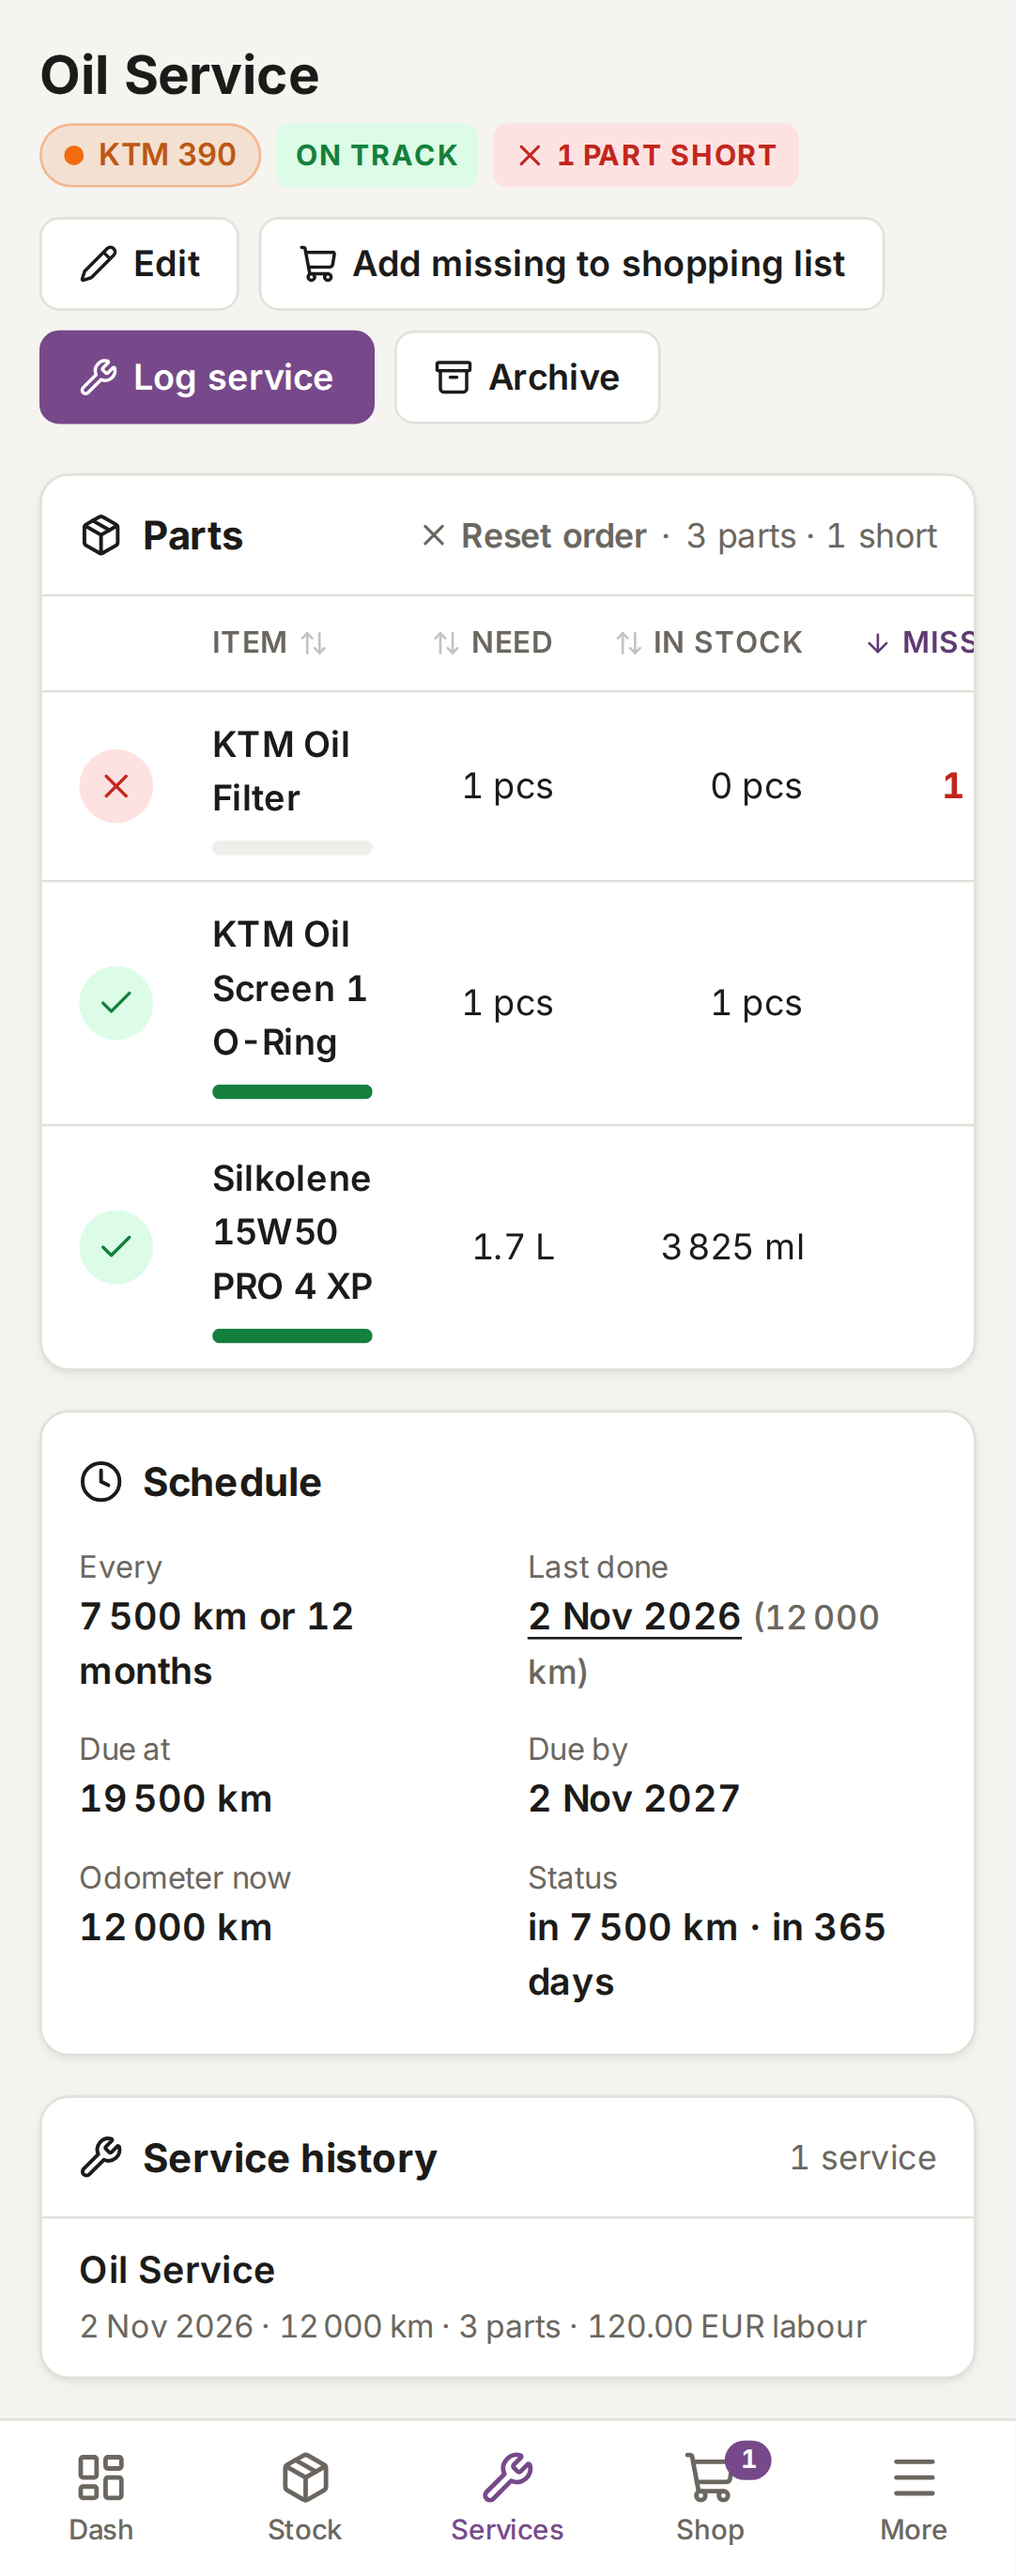 Oil Service
KTM 390 ON TRACK 1 PART SHORT
Edit Add missing to shopping list
Log service Archive
Parts Reset order · 3 parts · 1 short
ITEM NEED IN STOCK MISS
KTM Oil
Filter
1 pcs 0 pcs 1
KTM Oil
Screen 1
O-Ring
1 pcs 1 pcs
Silkolene
15W50
PRO 4 XP
1.7 L 3 825 ml
Schedule
Every Last done
7 500 km or 12
months
2 Nov 2026 (12 000
km)
Due at Due by
19 500 km 2 Nov 2027
Odometer now Status
12 000 km in 7 500 km · in 365
days
Service history 1 service
Oil Service
2 Nov 2026 · 12 000 km · 3 parts · 120.00 EUR labour
1
Dash Stock Services Shop More